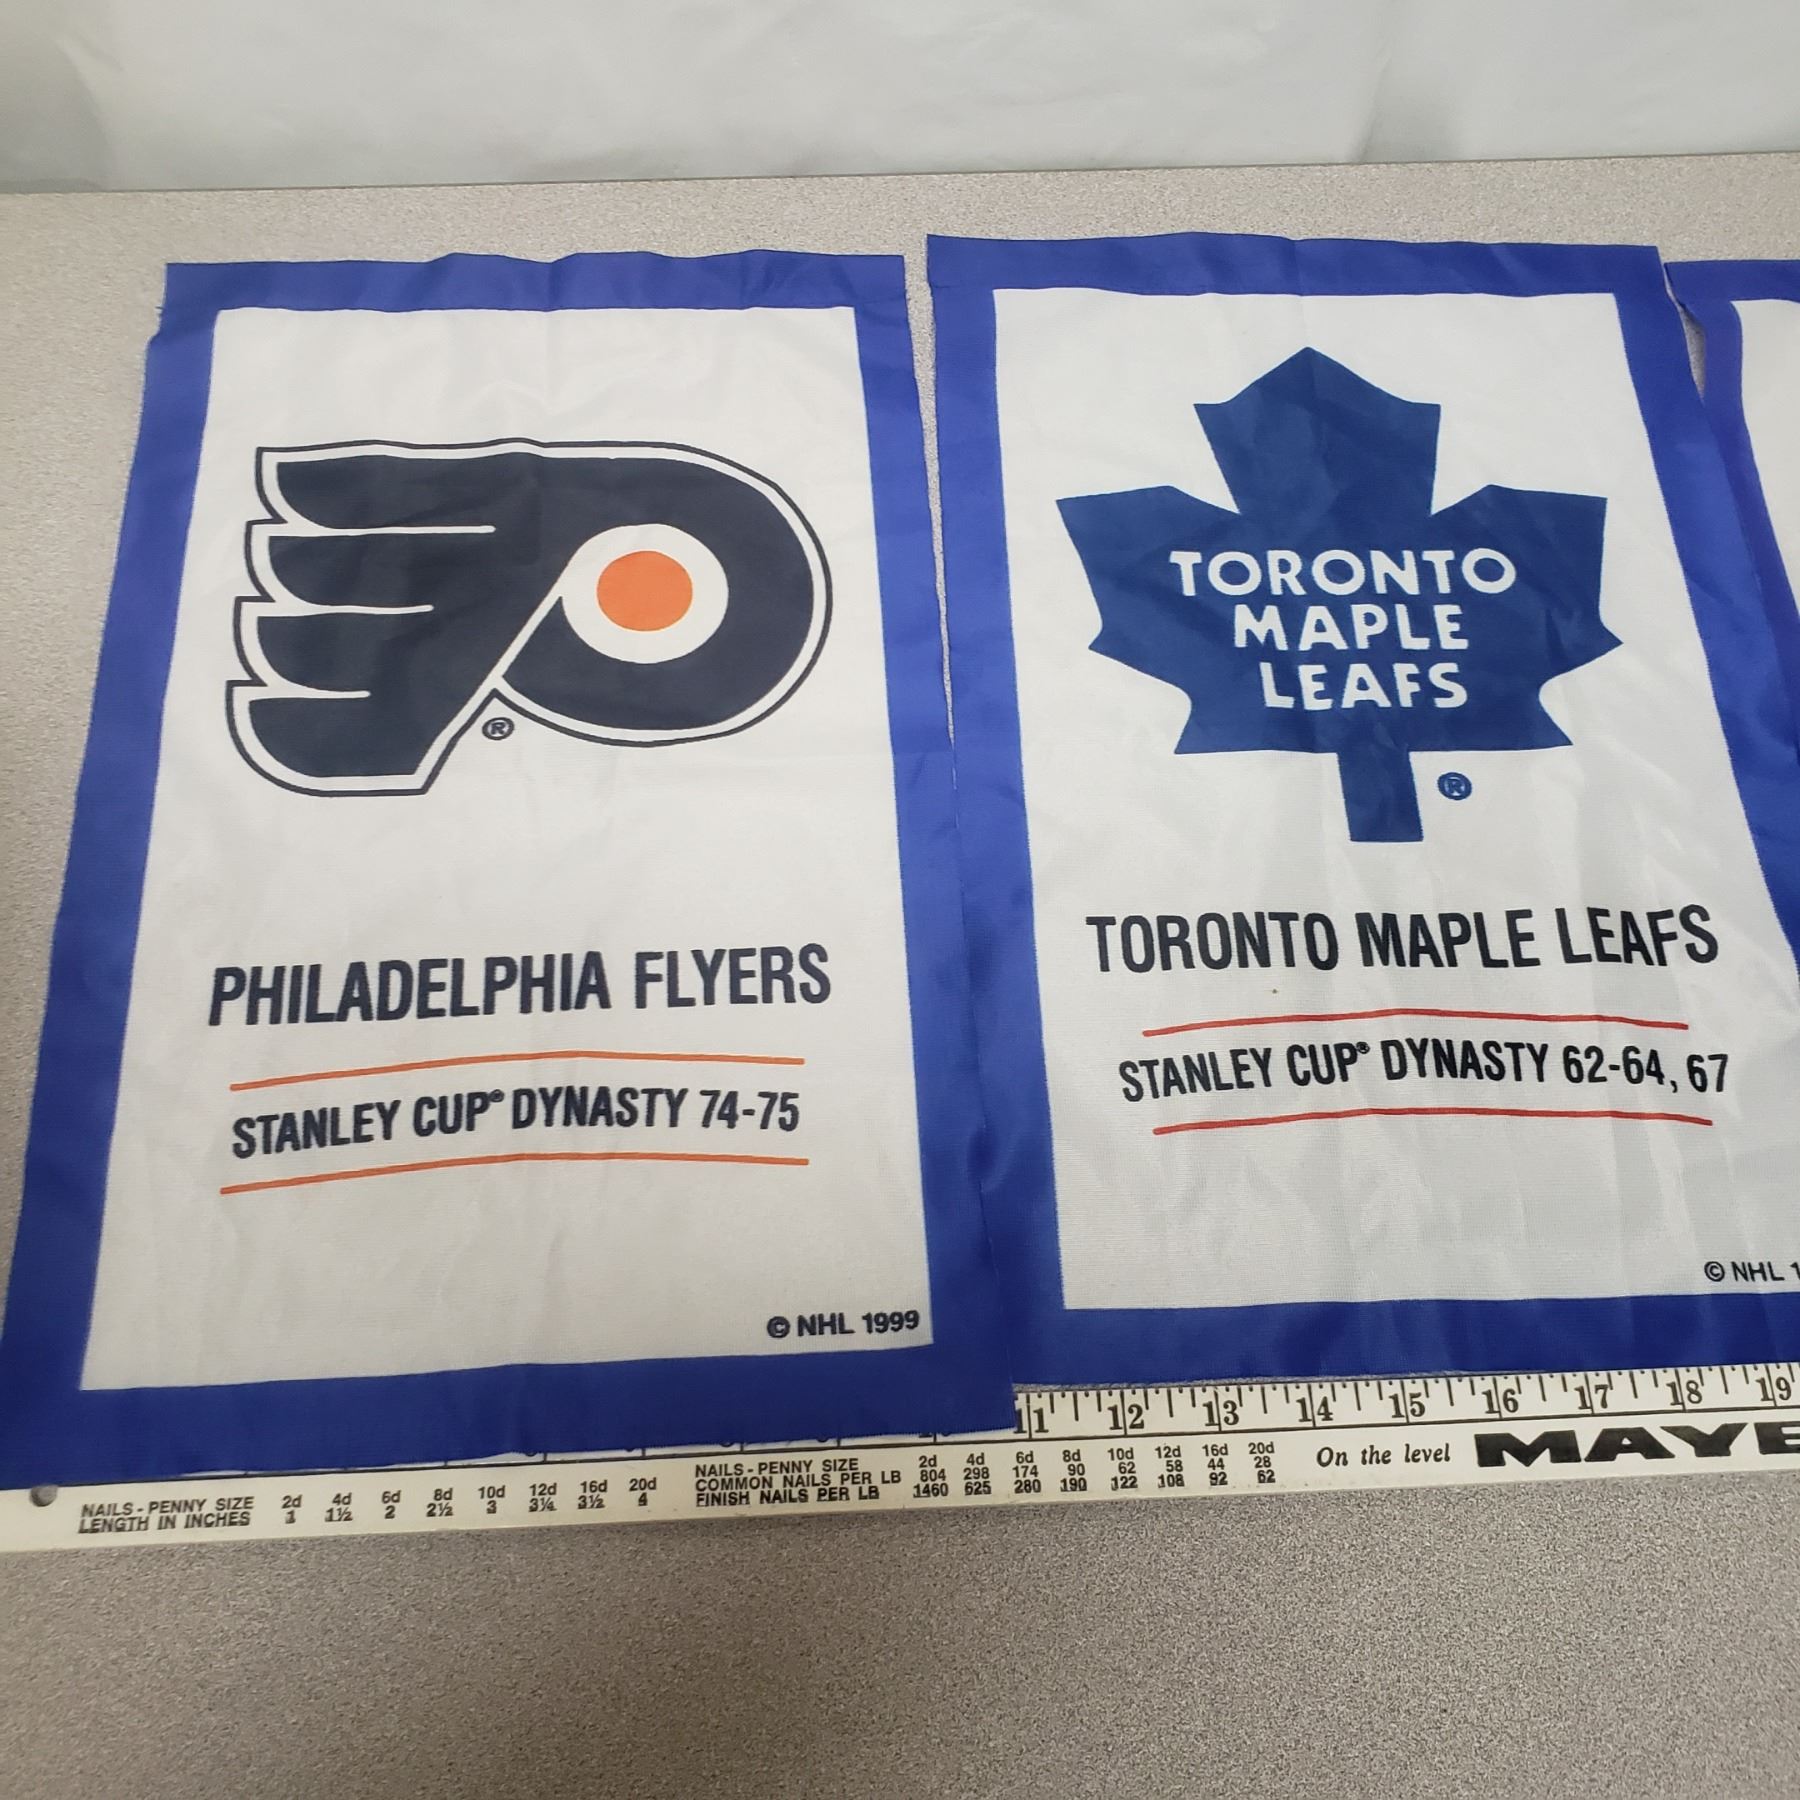 TORONTO
MAPLE
LEAFS
®
®
PHILADELPHIA FLYERS
STANLEY CUP® DYNASTY 74-75
© NHL 1999
TORONTO MAPLE LEAFS
STANLEY CUP® DYNASTY 62-64, 67
© NHL 1
11 12 13 14 15 16 17 18 19
NAILS - PENNY SIZE 2d 4d 6d 8d 10d 12d 16d 20d
LENGTH IN INCHES 1 1½ 2 2½ 3 3¼ 3½ 4
NAILS - PENNY SIZE 2d 4d 6d 8d 10d 12d 16d 20d
COMMON NAILS PER LB 804 298 174 90 62 58 44 28
FINISH NAILS PER LB 1460 625 280 190 122 108 92 62
On the level MAYE